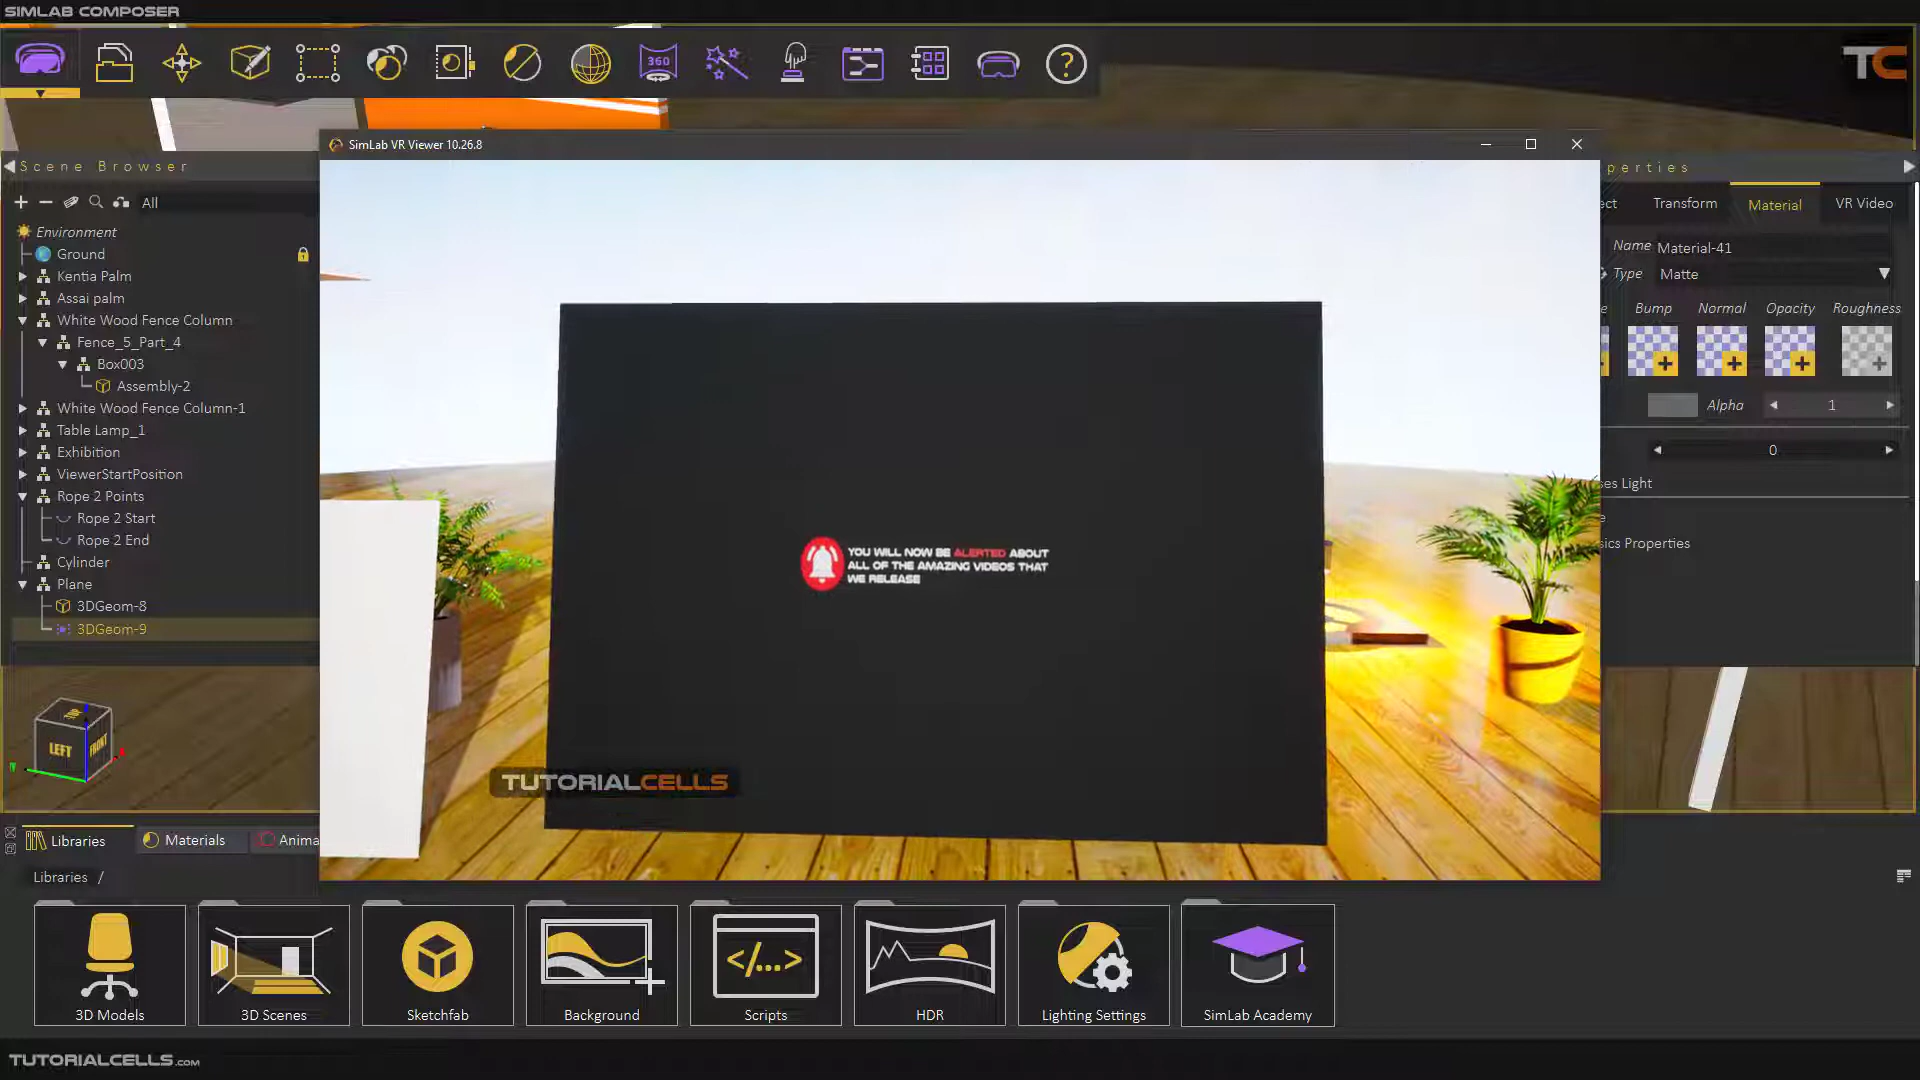 SIMLAB COMPOSER
360
?
TC
SimLab VR Viewer 10.26.8
Scene Browser
All
Environment
Ground
Kentia Palm
Assai palm
White Wood Fence Column
Fence_5_Part_4
Box003
Assembly-2
White Wood Fence Column-1
Table Lamp_1
Exhibition
ViewerStartPosition
Rope 2 Points
Rope 2 Start
Rope 2 End
Cylinder
Plane
3DGeom-8
3DGeom-9
LEFT
FRONT
YOU WILL NOW BE ALERTED ABOUT
ALL OF THE AMAZING VIDEOS THAT
WE RELEASE
TUTORIALCELLS
perties
ect Transform Material VR Video
Name Material-41
Type Matte
e Bump Normal Opacity Roughness
Alpha 1
0
ses Light
e
sics Properties
Libraries Materials Anima
Libraries /
3D Models
3D Scenes
Sketchfab
Background
</...>
Scripts
HDR
Lighting Settings
SimLab Academy
TUTORIALCELLS.COM